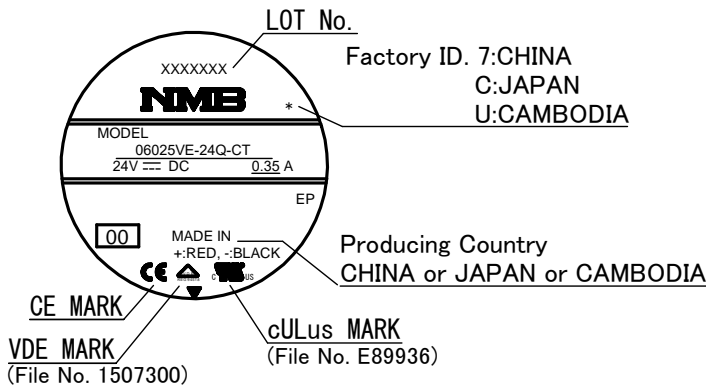 LOT No.
XXXXXXX
NMB
*
Factory ID. 7:CHINA
C:JAPAN
U:CAMBODIA
MODEL
06025VE-24Q-CT
24V DC 0.35 A
EP
00
MADE IN
+:RED, -:BLACK
CE
C US
Producing Country
CHINA or JAPAN or CAMBODIA
CE MARK
VDE MARK
(File No. 1507300)
cULus MARK
(File No. E89936)